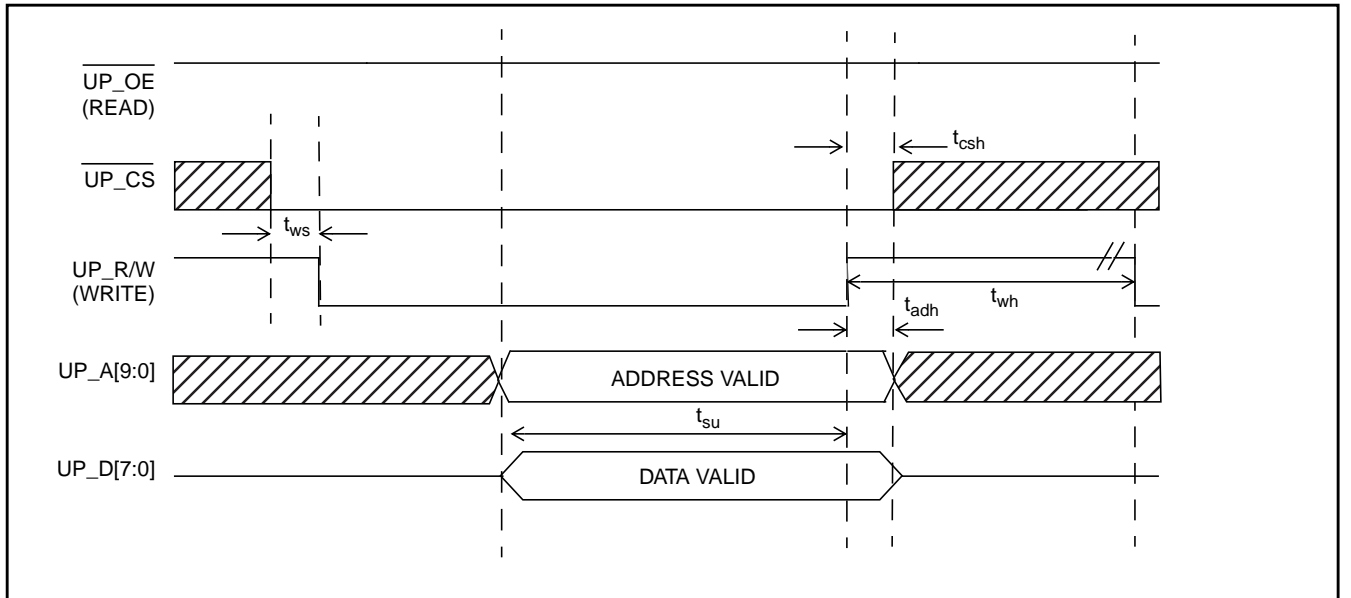 UP_OE
(READ)
t_csh
UP_CS
t_ws
UP_R/W
(WRITE)
t_wh
t_adh
UP_A[9:0]
ADDRESS VALID
t_su
UP_D[7:0]
DATA VALID